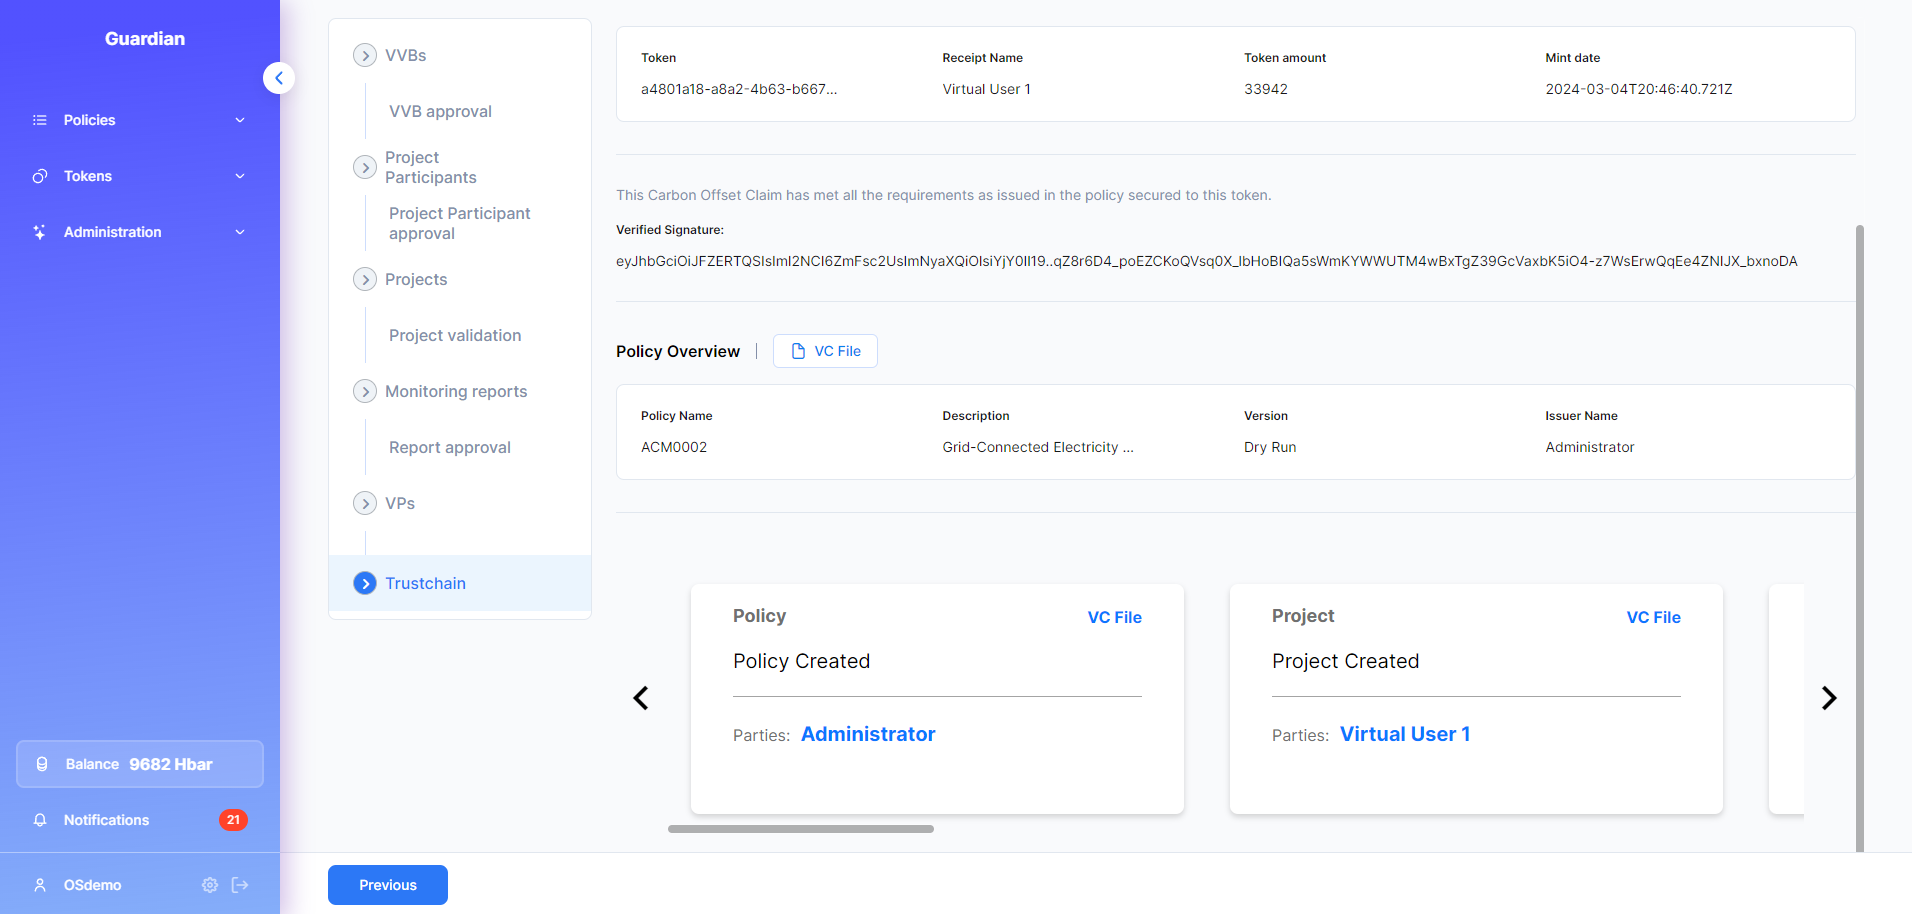 Guardian
Policies
Tokens
Administration
Balance 9682 Hbar
Notifications 21
OSdemo
VVBs
VVB approval
Project
Participants
Project Participant
approval
Projects
Project validation
Monitoring reports
Report approval
VPs
Trustchain
Token Receipt Name Token amount Mint date
a4801a18-a8a2-4b63-b667... Virtual User 1 33942 2024-03-04T20:46:40.721Z
This Carbon Offset Claim has met all the requirements as issued in the policy secured to this token.
Verified Signature:
eyJhbGciOiJFZERTQSIsImI2NCI6ZmFsc2UsImNyaXQiOlsiYjY0Il19..qZ8r6D4_poEZCKoQVsq0X_lbHoBIQa5sWmKYWWUTM4wBxTgZ39GcVaxbK5iO4-z7WsErwQqEe4ZNIJX_bxnoDA
Policy Overview | VC File
Policy Name Description Version Issuer Name
ACM0002 Grid-Connected Electricity ... Dry Run Administrator
Policy VC File
Policy Created
Parties: Administrator
Project VC File
Project Created
Parties: Virtual User 1
Previous